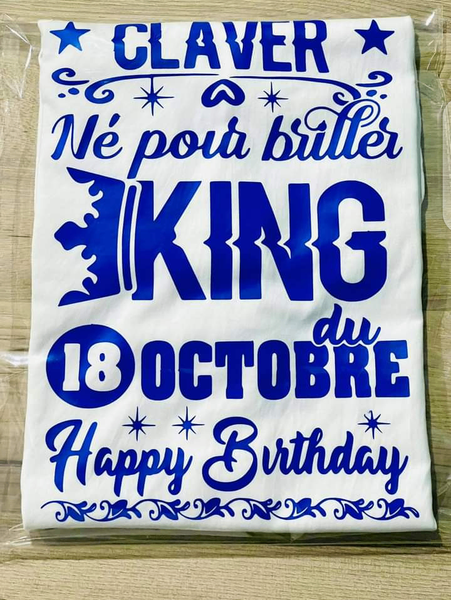 CLAVER
Né pour briller
KING
du
18 OCTOBRE
Happy Birthday